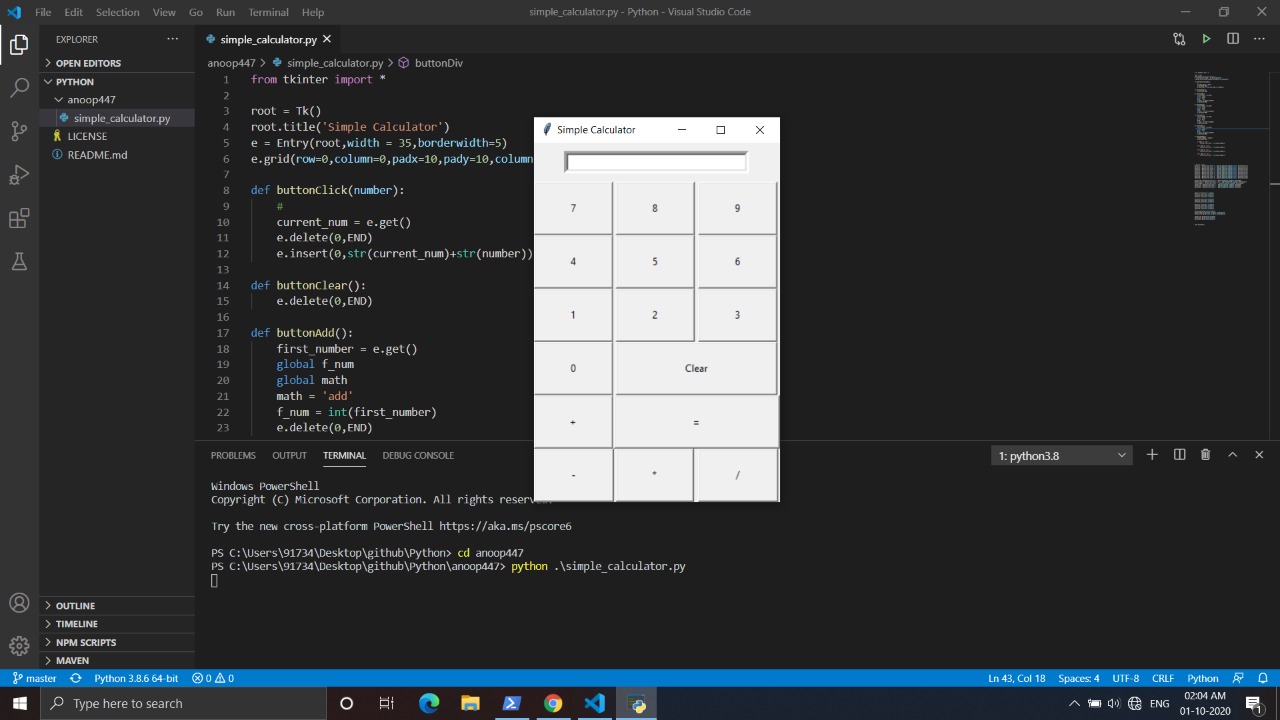 File Edit Selection View Go Run Terminal Help
simple_calculator.py - Python - Visual Studio Code
EXPLORER
OPEN EDITORS
PYTHON
anoop447
simple_calculator.py
LICENSE
README.md
OUTLINE
TIMELINE
NPM SCRIPTS
MAVEN
simple_calculator.py
anoop447 > simple_calculator.py > buttonDiv
1 from tkinter import *
2
3 root = Tk()
4 root.title('Simple Calculator')
5 e = Entry(root,width = 35,borderwidth=5)
6 e.grid(row=0,column=0,padx=10,pady=10,column
7
8 def buttonClick(number):
9 #
10 current_num = e.get()
11 e.delete(0,END)
12 e.insert(0,str(current_num)+str(number))
13
14 def buttonClear():
15 e.delete(0,END)
16
17 def buttonAdd():
18 first_number = e.get()
19 global f_num
20 global math
21 math = 'add'
22 f_num = int(first_number)
23 e.delete(0,END)
Simple Calculator
7 8 9
4 5 6
1 2 3
0 Clear
+ =
- * /
PROBLEMS OUTPUT TERMINAL DEBUG CONSOLE
1: python3.8
Windows PowerShell
Copyright (C) Microsoft Corporation. All rights reserved.
Try the new cross-platform PowerShell https://aka.ms/pscore6
PS C:\Users\91734\Desktop\github\Python> cd anoop447
PS C:\Users\91734\Desktop\github\Python\anoop447> python .\simple_calculator.py
master Python 3.8.6 64-bit 0 0
Ln 43, Col 18 Spaces: 4 UTF-8 CRLF Python
Type here to search
ENG
02:04 AM
01-10-2020
1